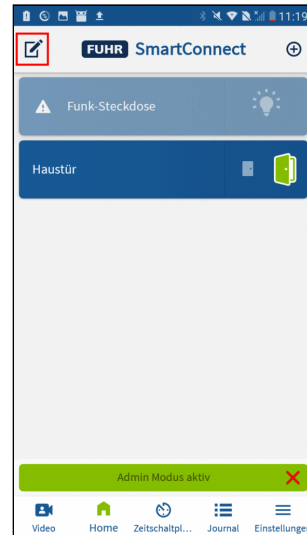 11:19
FUHR SmartConnect
Funk-Steckdose
Haustür
Admin Modus aktiv
Video Home Zeitschaltpl... Journal Einstellungen